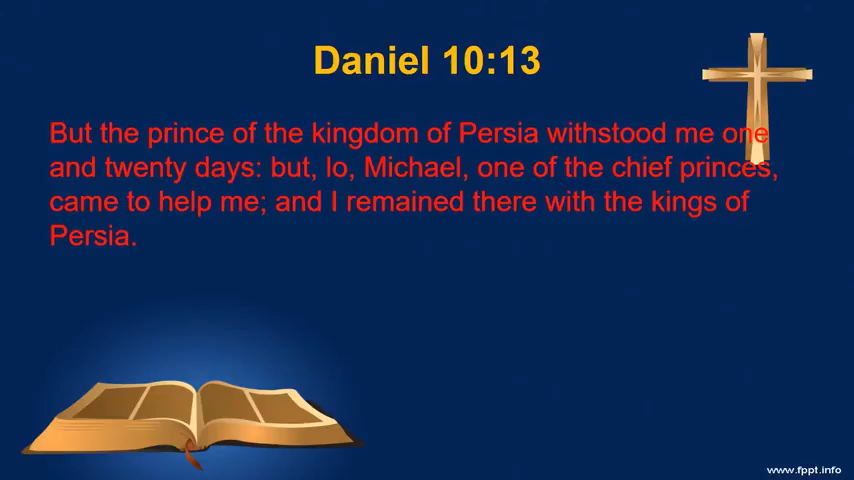 Daniel 10:13
But the prince of the kingdom of Persia withstood me one
and twenty days: but, lo, Michael, one of the chief princes,
came to help me; and I remained there with the kings of
Persia.
www.fppt.info